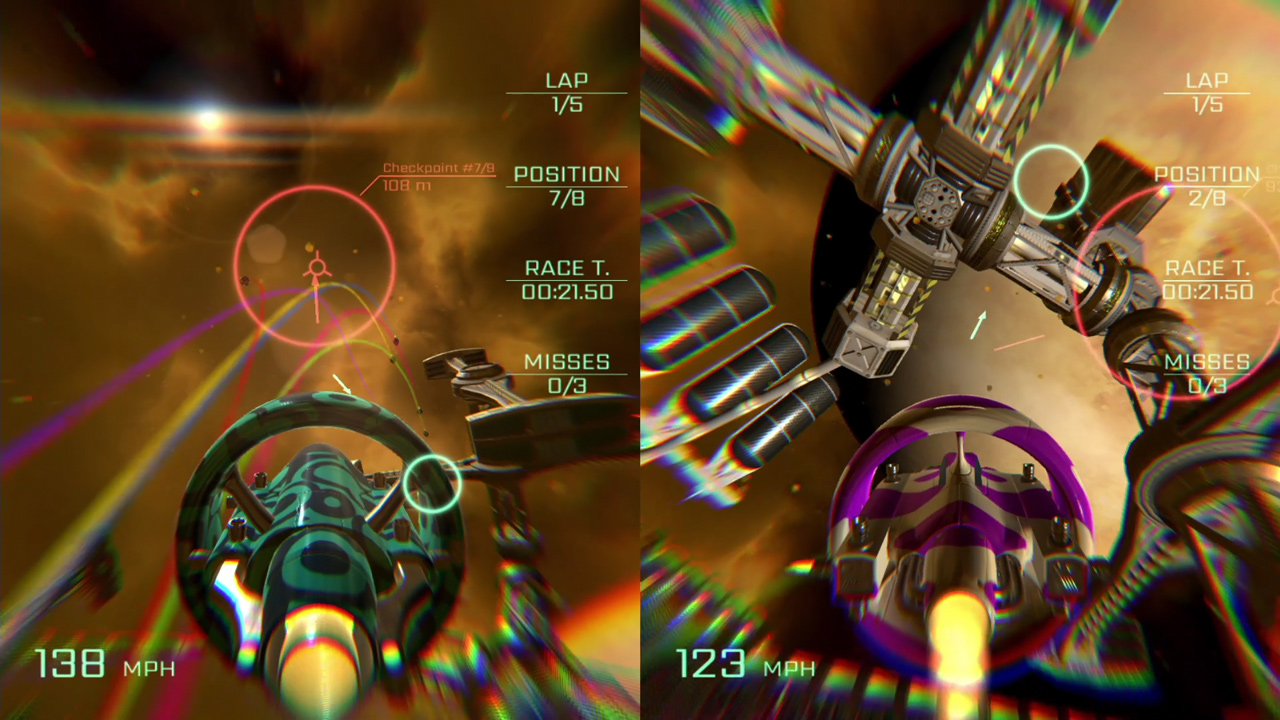 LAP
1/5
Checkpoint #7/9
108 m
POSITION
7/8
RACE T.
00:21.50
MISSES
0/3
138 MPH
LAP
1/5
POSITION
2/8
RACE T.
00:21.50
MISSES
0/3
123 MPH